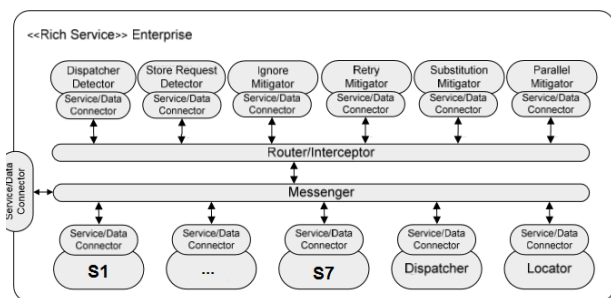 <<Rich Service>> Enterprise
Dispatcher
Detector
Service/Data
Connector
Store Request
Detector
Service/Data
Connector
Ignore
Mitigator
Service/Data
Connector
Retry
Mitigator
Service/Data
Connector
Substitution
Mitigator
Service/Data
Connector
Parallel
Mitigator
Service/Data
Connector
Router/Interceptor
Messenger
Service/Data
Connector
Service/Data
Connector
S1
Service/Data
Connector
...
Service/Data
Connector
S7
Service/Data
Connector
Dispatcher
Service/Data
Connector
Locator